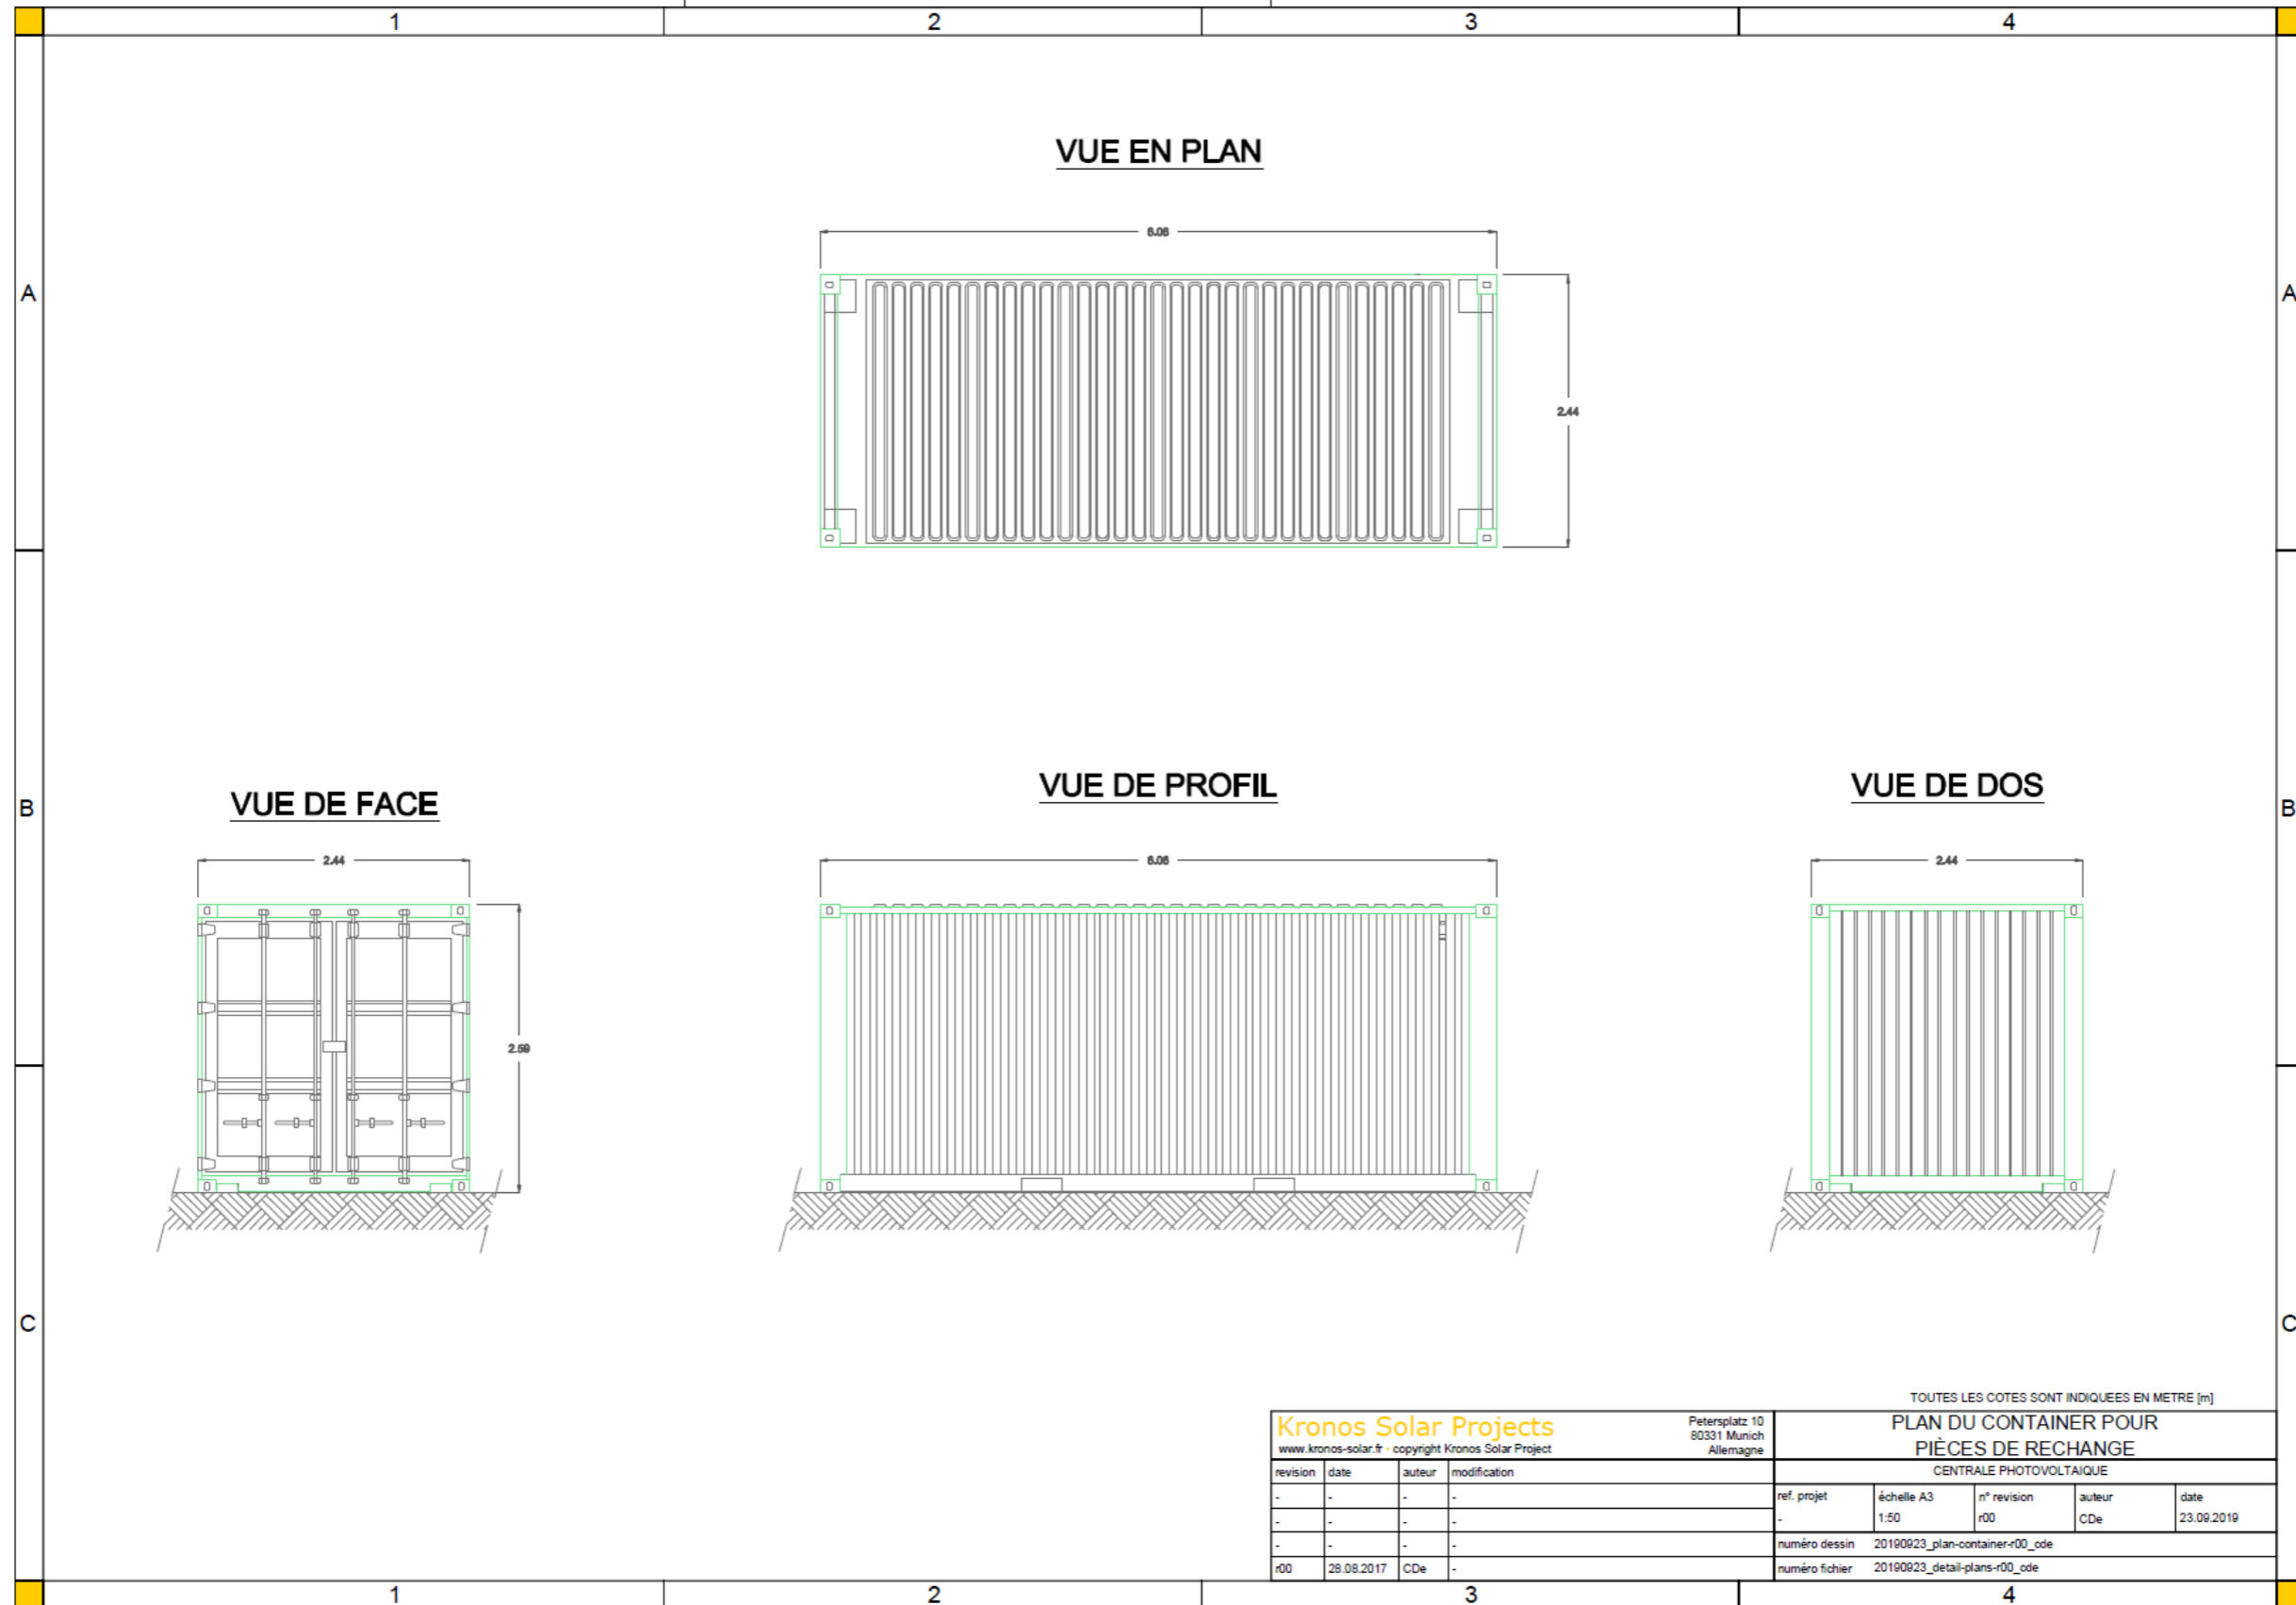 1 2 3 4
A A
VUE EN PLAN
6.06
2.44
B B
VUE DE FACE
VUE DE PROFIL
VUE DE DOS
2.44
6.06
2.44
2.59
C C
TOUTES LES COTES SONT INDIQUEES EN METRE [m]
Kronos Solar Projects
www.kronos-solar.fr - copyright Kronos Solar Project
Petersplatz 10
80331 Munich
Allemagne
PLAN DU CONTAINER POUR
PIÈCES DE RECHANGE
CENTRALE PHOTOVOLTAIQUE
revision date auteur modification
- - - -
- - - -
- - - -
r00 28.08.2017 CDe -
ref. projet échelle A3 n° revision auteur date
- 1:50 r00 CDe 23.09.2019
numéro dessin 20190923_plan-container-r00_cde
numéro fichier 20190923_detail-plans-r00_cde
1 2 3 4